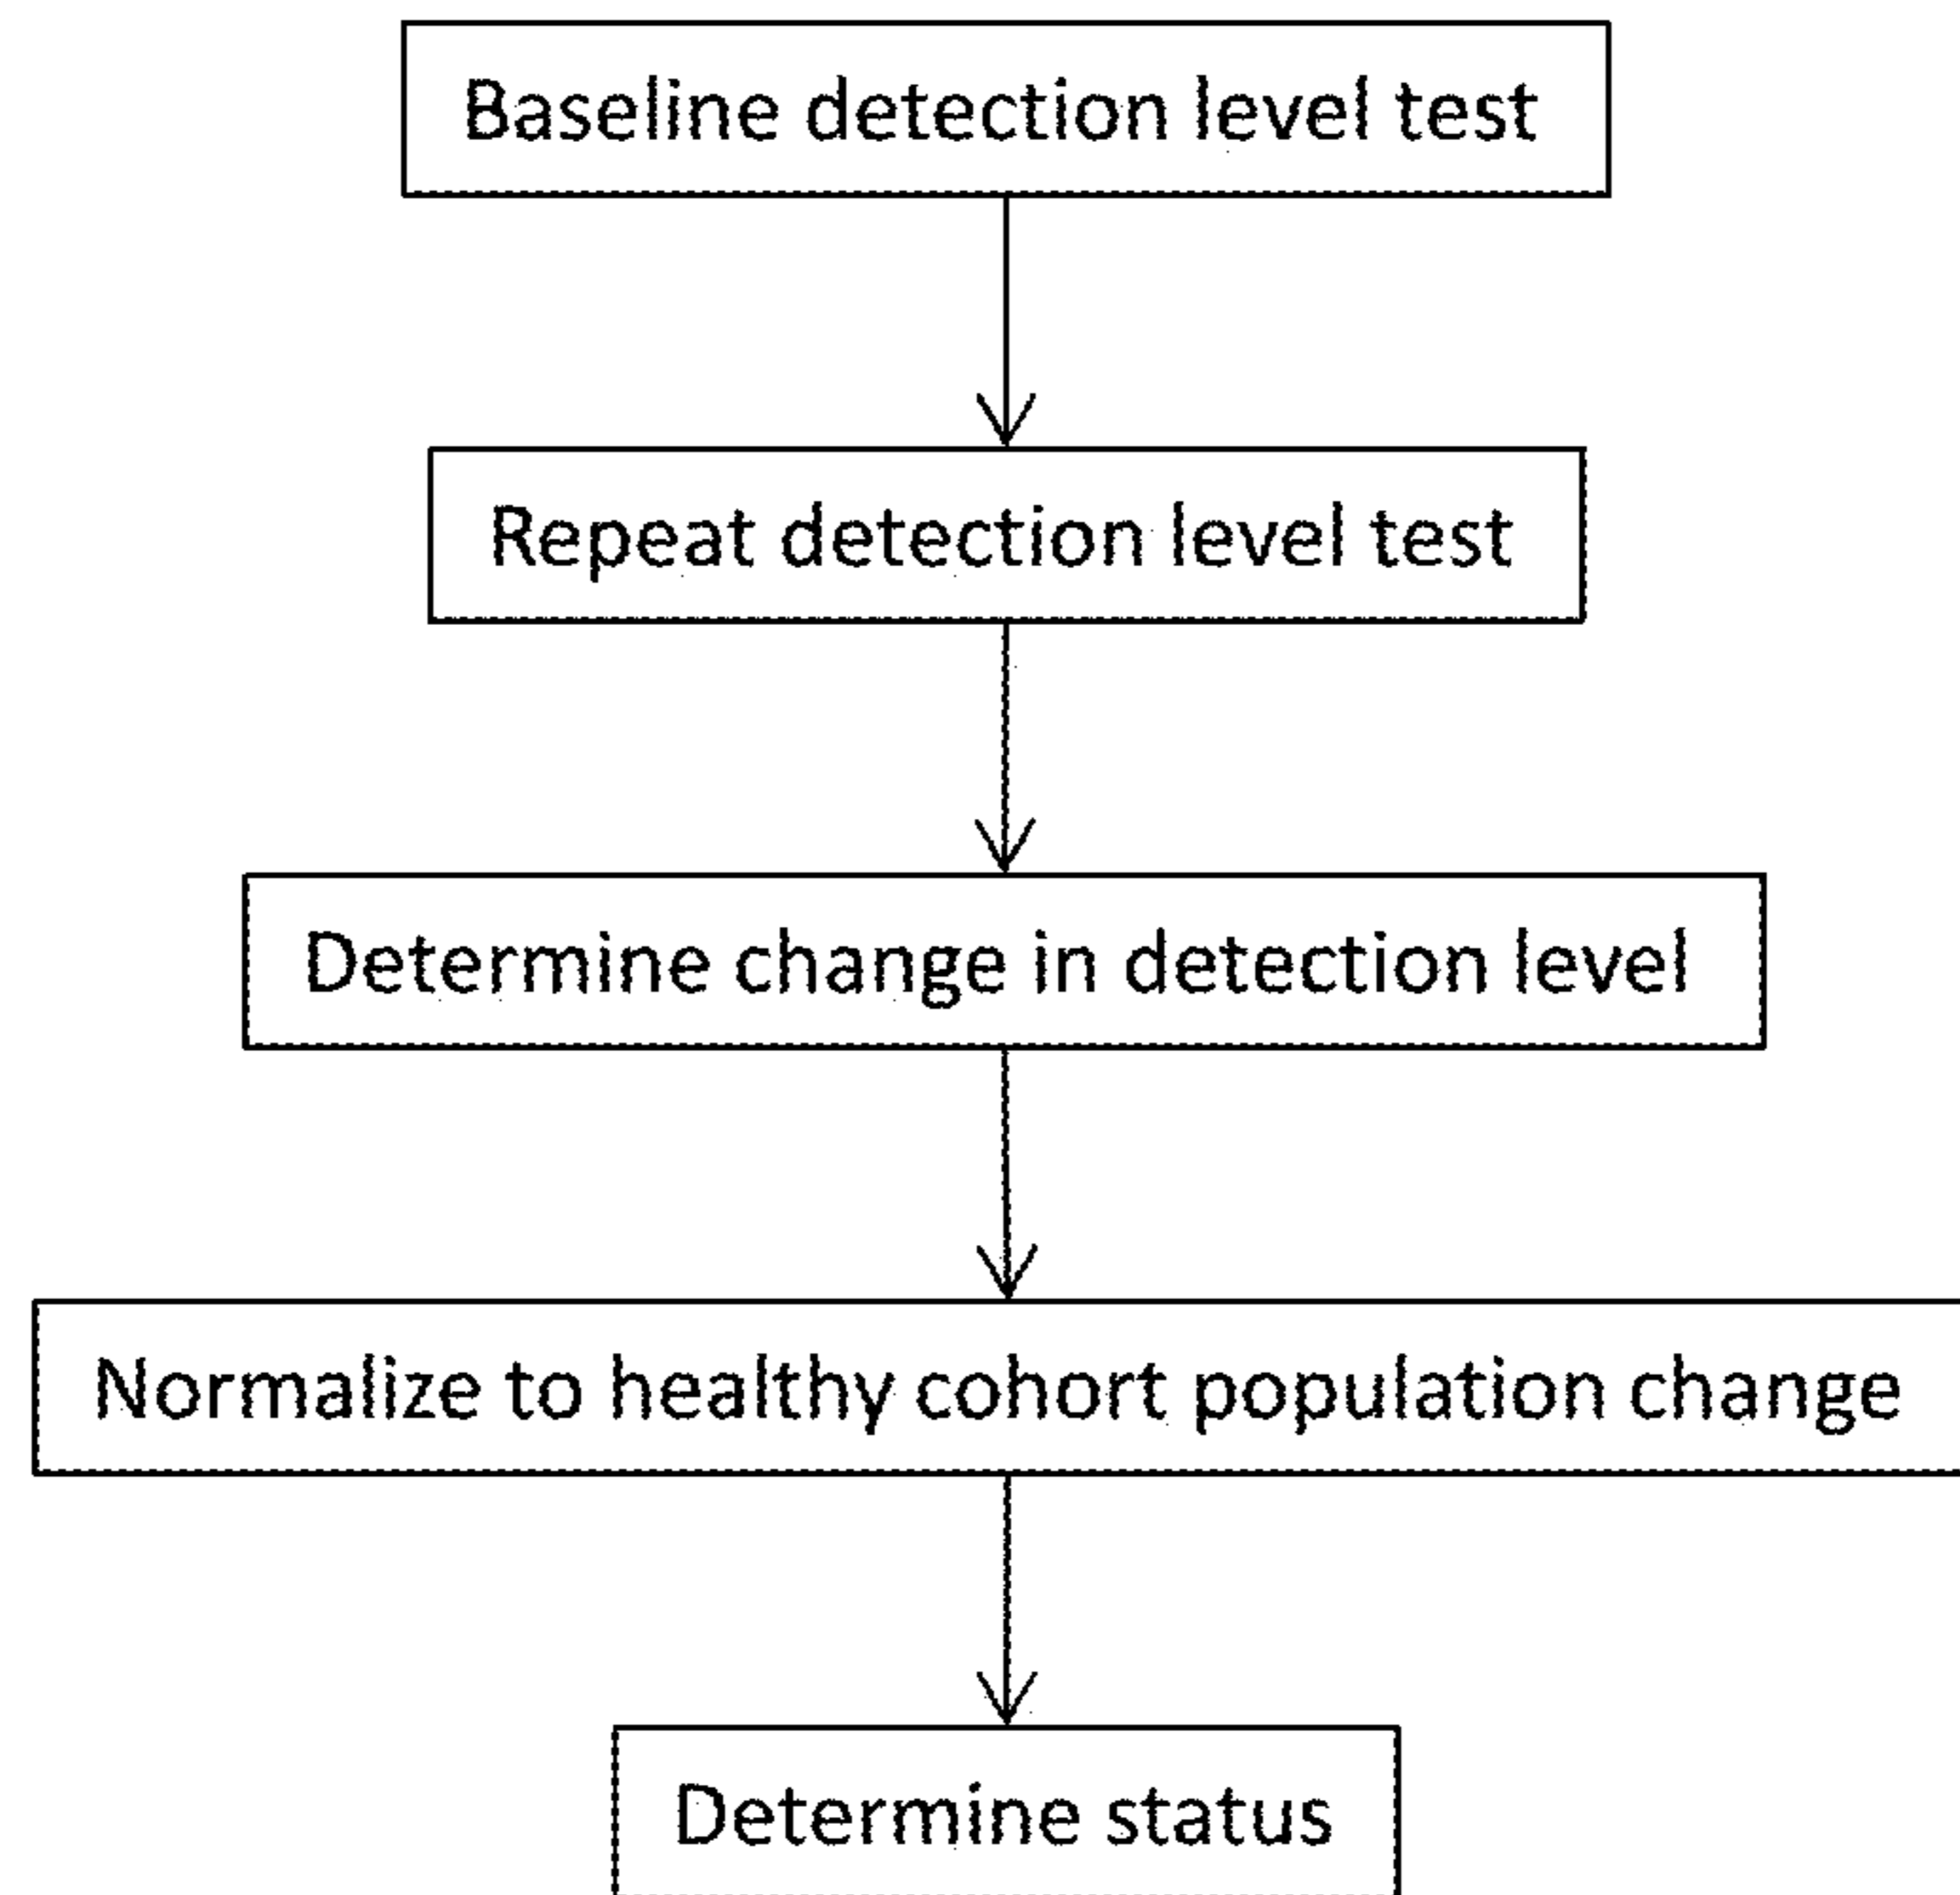 Baseline detection level test
Repeat detection level test
Determine change in detection level
Normalize to healthy cohort population change
Determine status